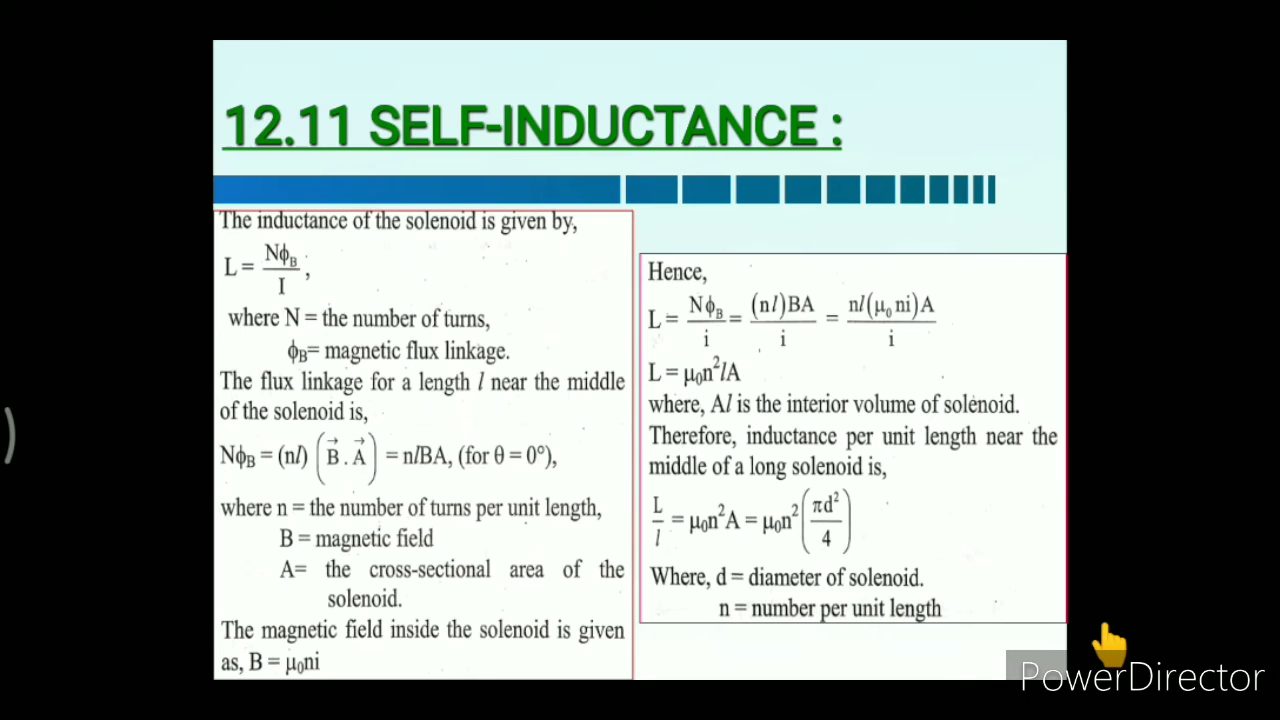 12.11 SELF-INDUCTANCE :
The inductance of the solenoid is given by,
L = Nϕ_B / I ,
where N = the number of turns,
ϕ_B = magnetic flux linkage.
The flux linkage for a length l near the middle
of the solenoid is,
Nϕ_B = (nl) (B⃗ . A⃗) = nlBA, (for θ = 0°),
where n = the number of turns per unit length,
B = magnetic field
A= the cross-sectional area of the
solenoid.
The magnetic field inside the solenoid is given
as, B = μ₀ni
Hence,
L = Nϕ_B / i = (nl)BA / i = nl(μ₀ ni)A / i
L = μ₀n²lA
where, Al is the interior volume of solenoid.
Therefore, inductance per unit length near the
middle of a long solenoid is,
L / l = μ₀n²A = μ₀n² (πd² / 4)
Where, d = diameter of solenoid.
n = number per unit length
PowerDirector